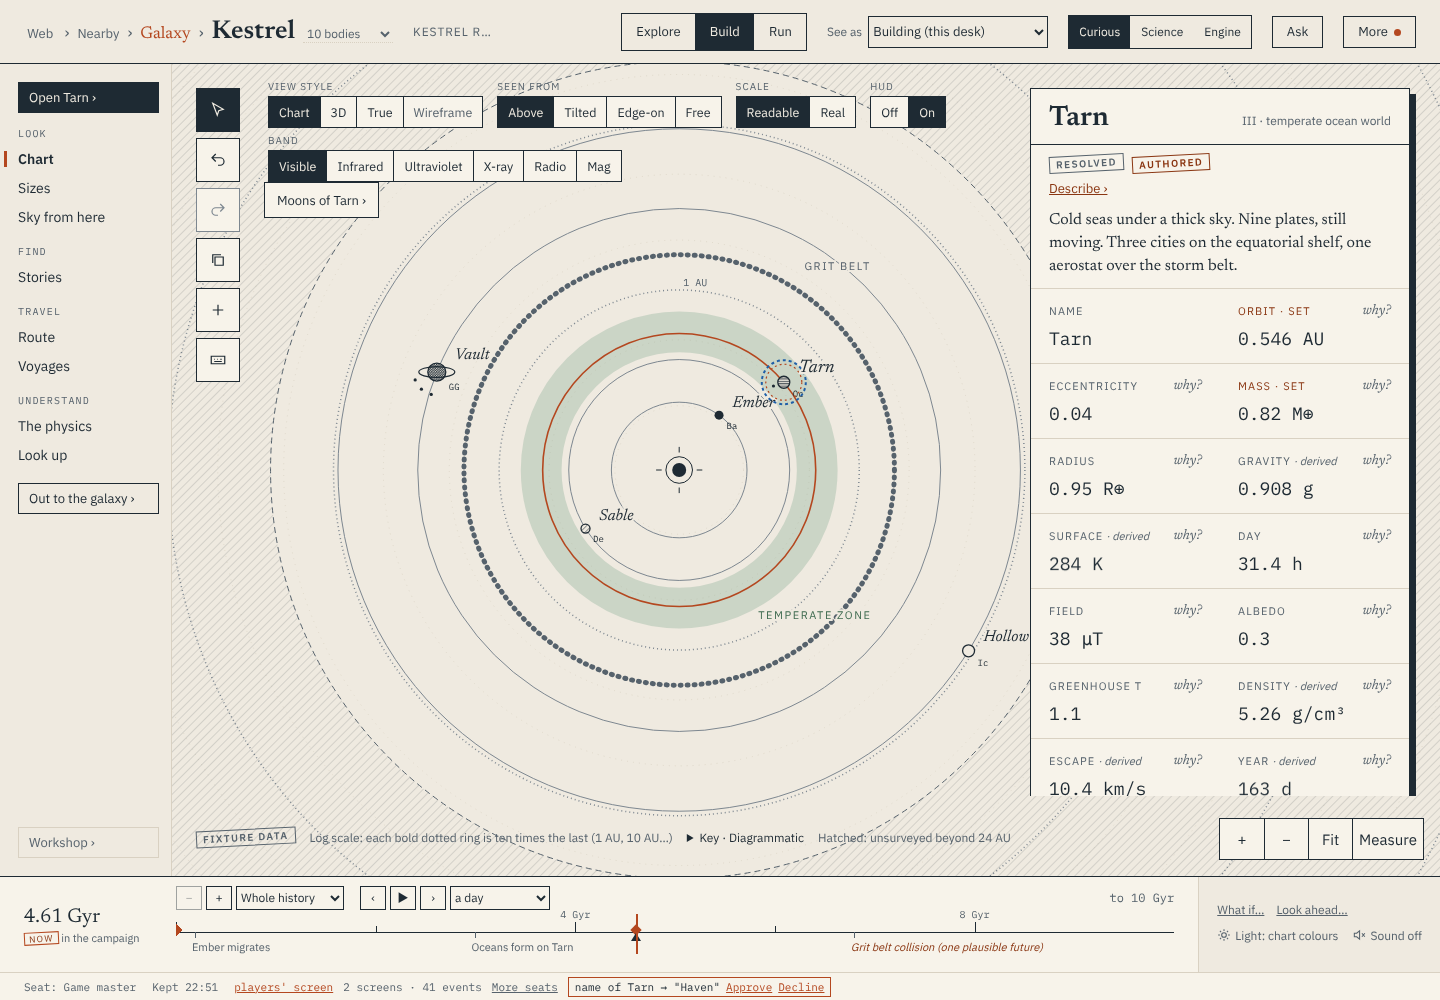 Web › Nearby › Galaxy › Kestrel 10 bodies KESTREL R…
Explore Build Run See as Building (this desk) Curious Science Engine Ask More
Open Tarn ›
LOOK
Chart
Sizes
Sky from here
FIND
Stories
TRAVEL
Route
Voyages
UNDERSTAND
The physics
Look up
Out to the galaxy ›
Workshop ›
VIEW STYLE SEEN FROM SCALE HUD
Chart 3D True Wireframe Above Tilted Edge-on Free Readable Real Off On
BAND
Visible Infrared Ultraviolet X-ray Radio Mag
Moons of Tarn ›
GRIT BELT
1 AU
Vault
GG
Tarn
Oc
Ember
Ba
Sable
De
TEMPERATE ZONE
Hollow
Ic
Tarn III · temperate ocean world
RESOLVED AUTHORED
Describe ›
Cold seas under a thick sky. Nine plates, still
moving. Three cities on the equatorial shelf, one
aerostat over the storm belt.
NAME ORBIT · SET why?
Tarn 0.546 AU
ECCENTRICITY why? MASS · SET why?
0.04 0.82 M⊕
RADIUS why? GRAVITY · derived why?
0.95 R⊕ 0.908 g
SURFACE · derived why? DAY why?
284 K 31.4 h
FIELD why? ALBEDO why?
38 µT 0.3
GREENHOUSE T why? DENSITY · derived why?
1.1 5.26 g/cm³
ESCAPE · derived why? YEAR · derived why?
10.4 km/s 163 d
FIXTURE DATA Log scale: each bold dotted ring is ten times the last (1 AU, 10 AU…) ▶ Key · Diagrammatic Hatched: unsurveyed beyond 24 AU
+ − Fit Measure
4.61 Gyr
NOW in the campaign
− + Whole history ‹ ▶ › a day to 10 Gyr
4 Gyr 8 Gyr
Ember migrates Oceans form on Tarn Grit belt collision (one plausible future)
What if… Look ahead…
Light: chart colours Sound off
Seat: Game master Kept 22:51 players' screen 2 screens · 41 events More seats name of Tarn → "Haven" Approve Decline